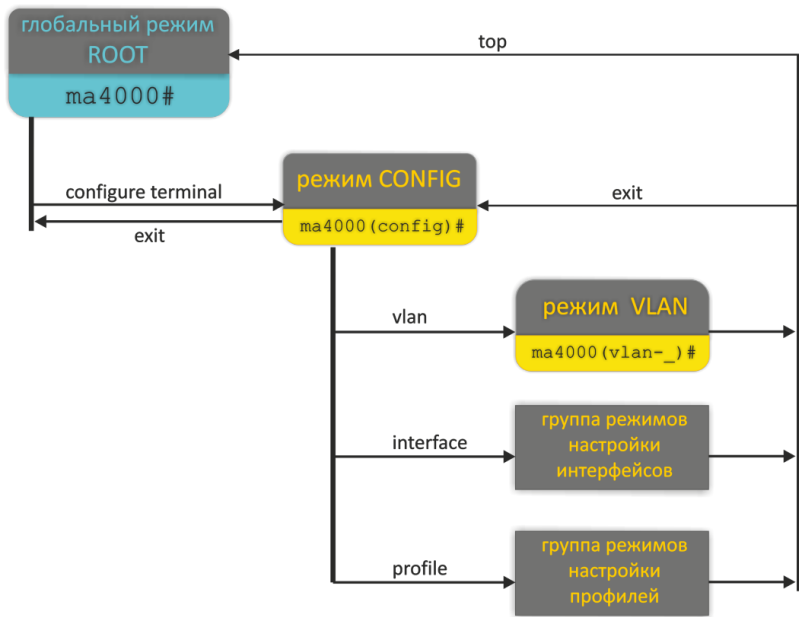 глобальный режим
ROOT
ma4000#
top
режим CONFIG
ma4000(config)#
configure terminal
exit
exit
vlan
режим VLAN
ma4000(vlan-_)#
interface
группа режимов
настройки
интерфейсов
profile
группа режимов
настройки
профилей